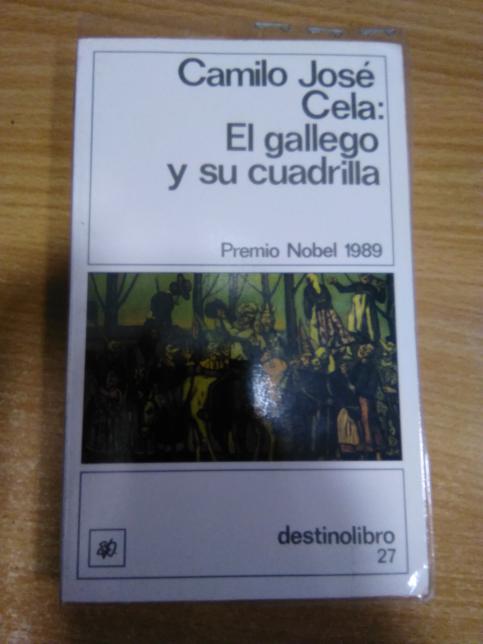 Camilo José
Cela:
El gallego
y su cuadrilla
Premio Nobel 1989
destinolibro
27